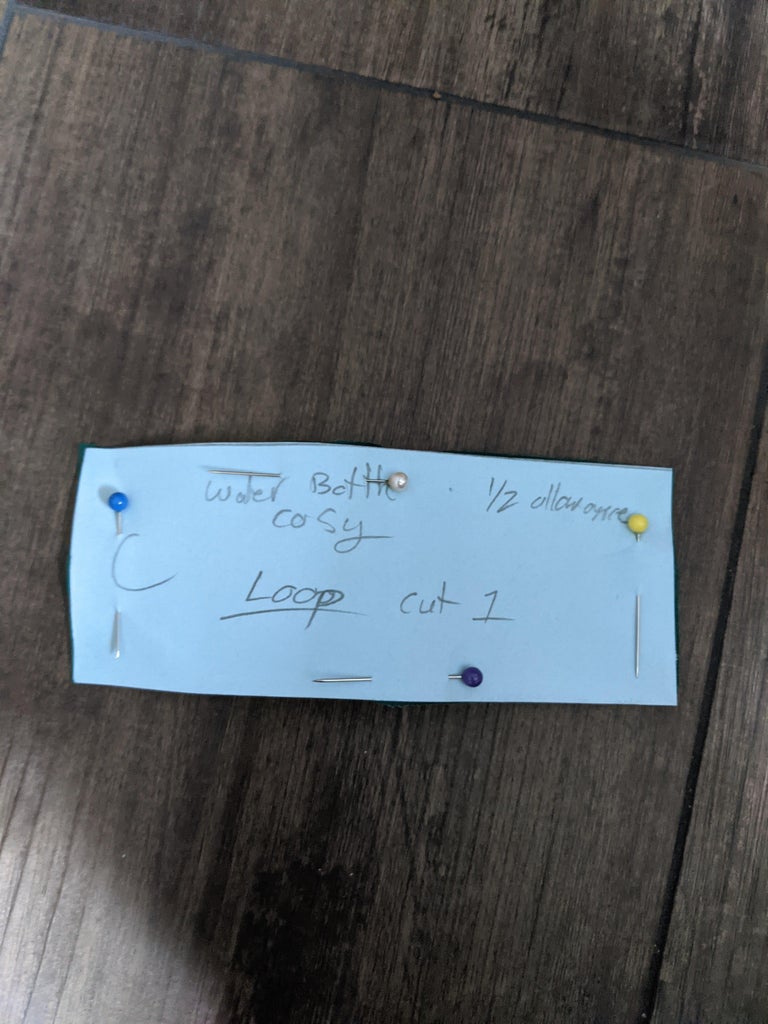 Water Bottle 1/2 allowance
cosy
C
Loop cut 1